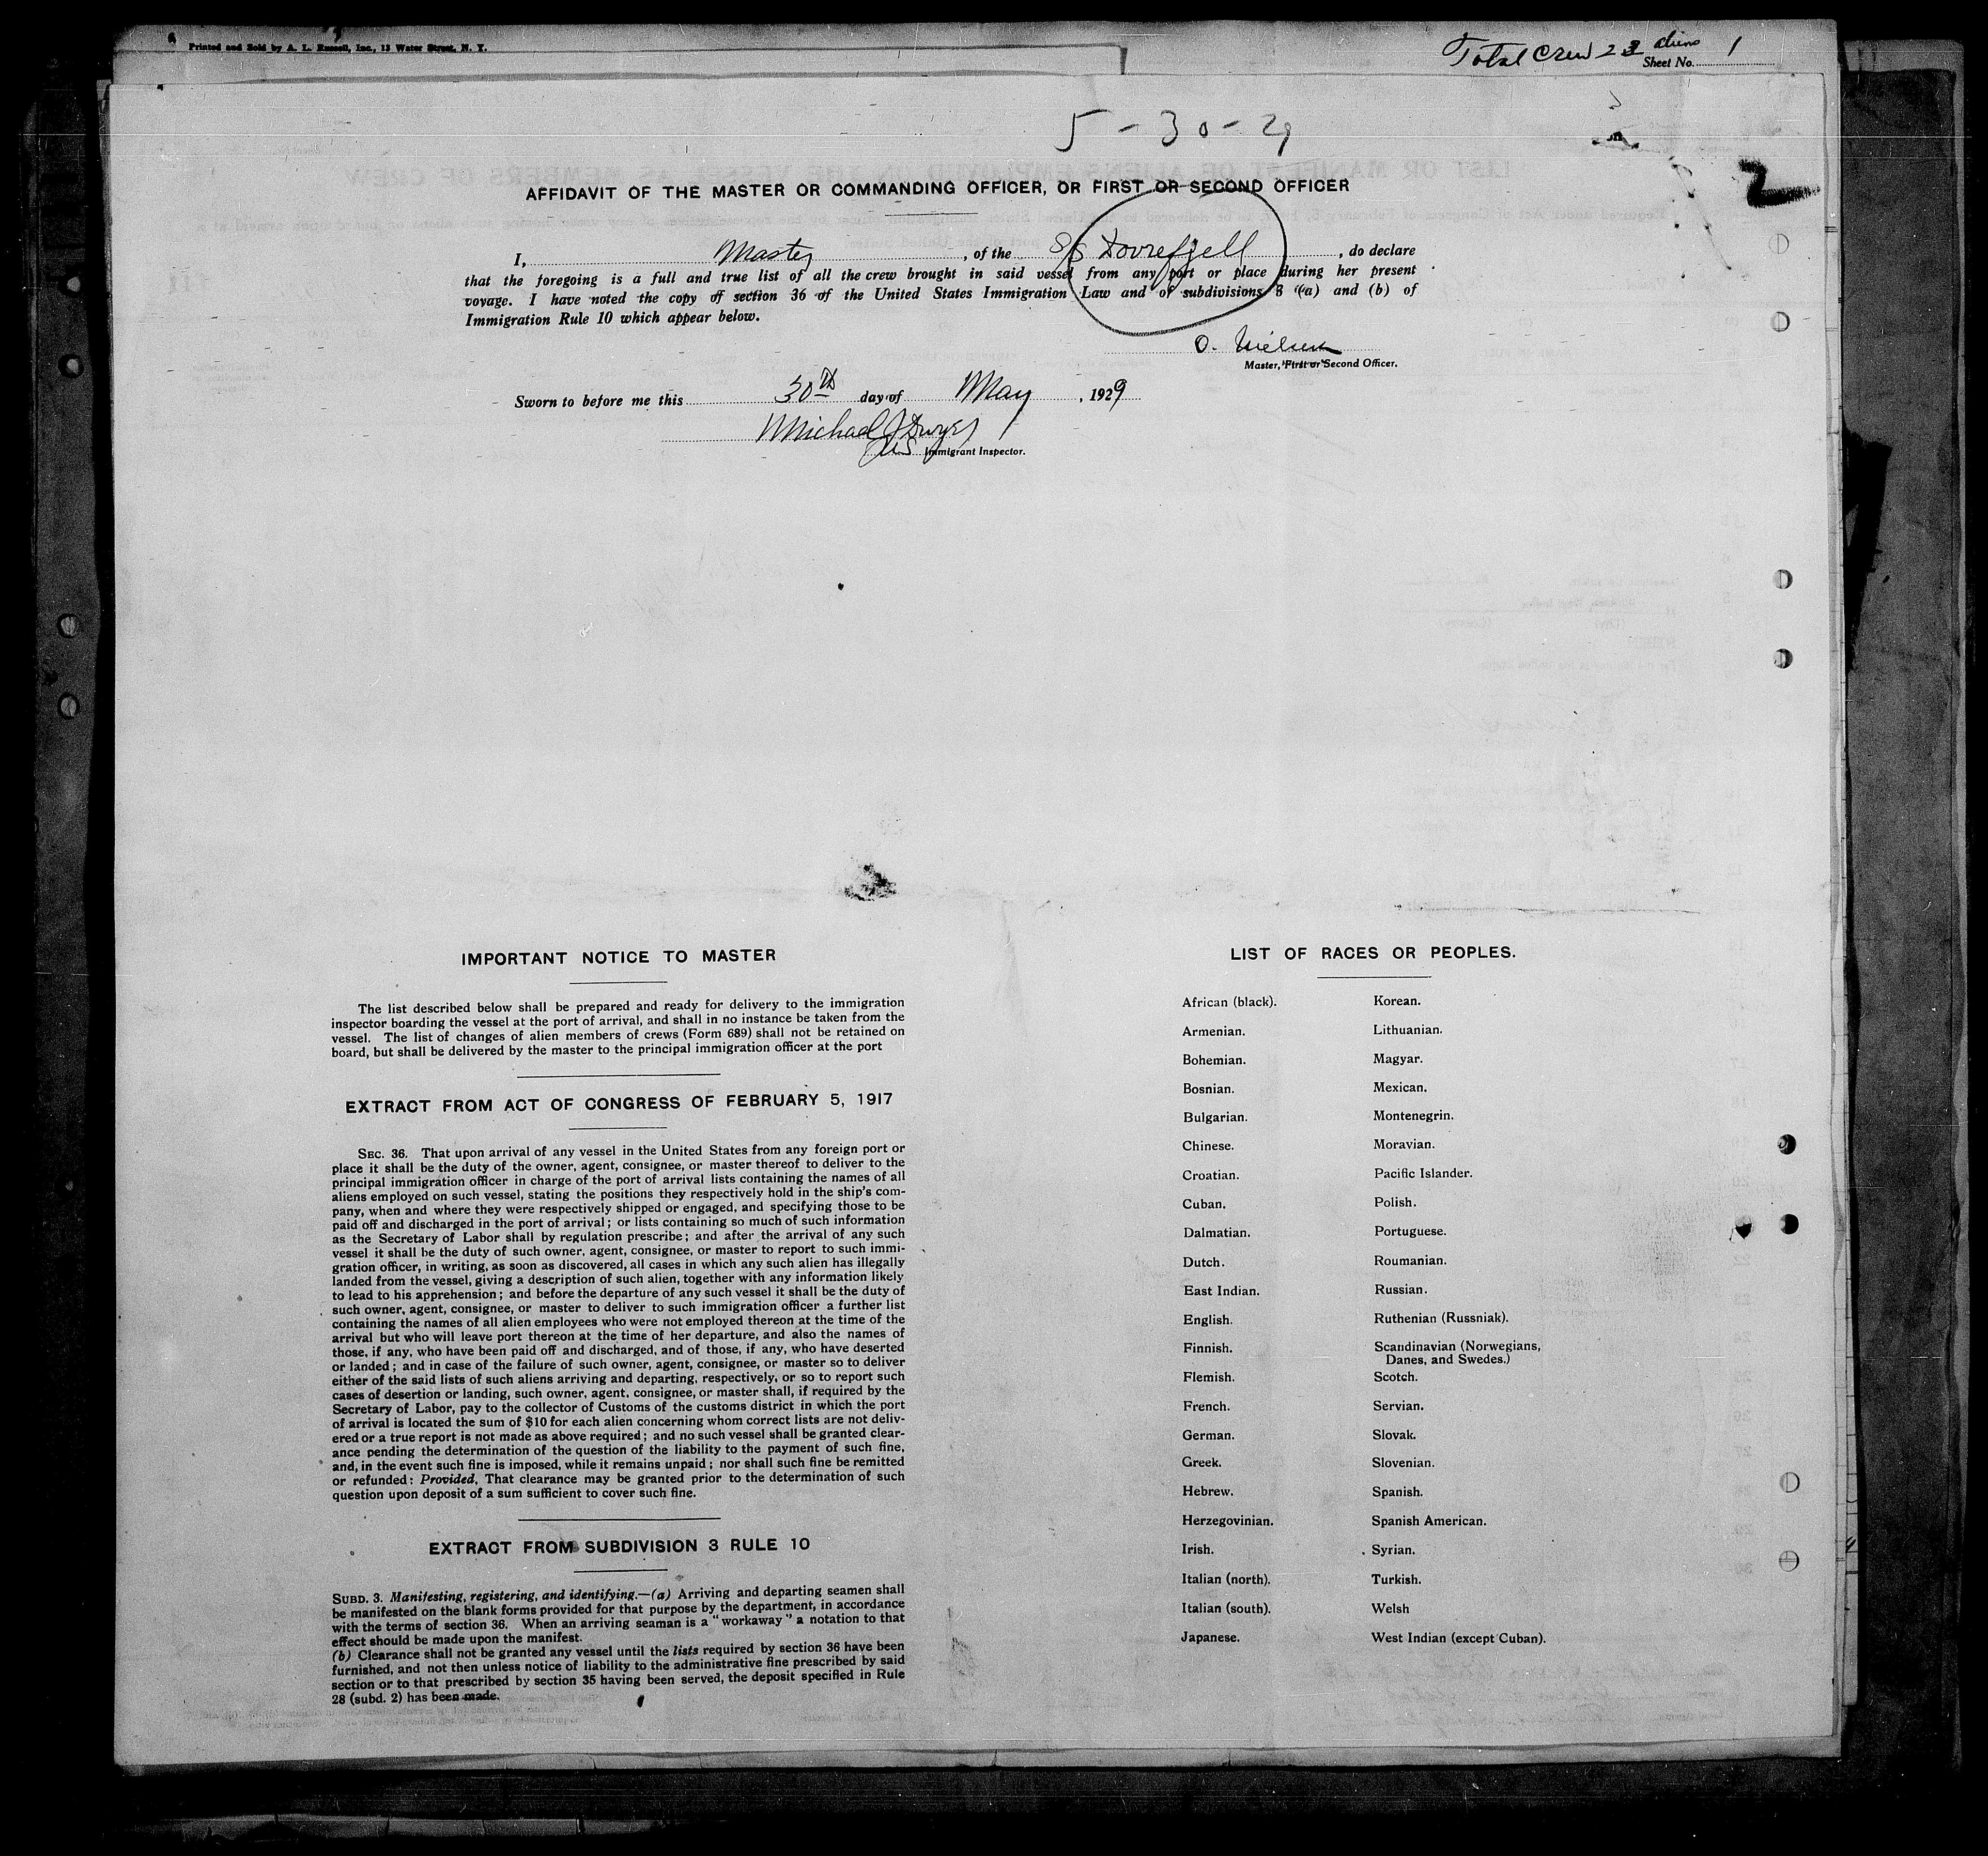 Printed and Sold by A. L. Russell, Inc., 13 Water Street, N. Y.
Total Crew 23 aliens
Sheet No. 1
5-30-29
2
AFFIDAVIT OF THE MASTER OR COMMANDING OFFICER, OR FIRST OR SECOND OFFICER
I, Master, of the S/S Dovrefjell, do declare
that the foregoing is a full and true list of all the crew brought in said vessel from any port or place during her present
voyage. I have noted the copy of section 36 of the United States Immigration Law and of subdivisions 3 (a) and (b) of
Immigration Rule 10 which appear below.
O. Nielsen
Master, First or Second Officer.
Sworn to before me this 30th day of May, 1929
Michael J Dwyer
Immigrant Inspector.
IMPORTANT NOTICE TO MASTER
The list described below shall be prepared and ready for delivery to the immigration
inspector boarding the vessel at the port of arrival, and shall in no instance be taken from the
vessel. The list of changes of alien members of crews (Form 689) shall not be retained on
board, but shall be delivered by the master to the principal immigration officer at the port
EXTRACT FROM ACT OF CONGRESS OF FEBRUARY 5, 1917
SEC. 36. That upon arrival of any vessel in the United States from any foreign port or
place it shall be the duty of the owner, agent, consignee, or master thereof to deliver to the
principal immigration officer in charge of the port of arrival lists containing the names of all
aliens employed on such vessel, stating the positions they respectively hold in the ship's com-
pany, when and where they were respectively shipped or engaged, and specifying those to be
paid off and discharged in the port of arrival; or lists containing so much of such information
as the Secretary of Labor shall by regulation prescribe; and after the arrival of any such
vessel it shall be the duty of such owner, agent, consignee, or master to report to such immi-
gration officer, in writing, as soon as discovered, all cases in which any such alien has illegally
landed from the vessel, giving a description of such alien, together with any information likely
to lead to his apprehension; and before the departure of any such vessel it shall be the duty of
such owner, agent, consignee, or master to deliver to such immigration officer a further list
containing the names of all alien employees who were not employed thereon at the time of the
arrival but who will leave port thereon at the time of her departure, and also the names of
those, if any, who have been paid off and discharged, and of those, if any, who have deserted
or landed; and in case of the failure of such owner, agent, consignee, or master so to deliver
either of the said lists of such aliens arriving and departing, respectively, or so to report such
cases of desertion or landing, such owner, agent, consignee, or master shall, if required by the
Secretary of Labor, pay to the collector of Customs of the customs district in which the port
of arrival is located the sum of $10 for each alien concerning whom correct lists are not deliv-
ered or a true report is not made as above required; and no such vessel shall be granted clear-
ance pending the determination of the question of the liability to the payment of such fine,
and, in the event such fine is imposed, while it remains unpaid; nor shall such fine be remitted
or refunded: Provided, That clearance may be granted prior to the determination of such
question upon deposit of a sum sufficient to cover such fine.
EXTRACT FROM SUBDIVISION 3 RULE 10
SUBD. 3. Manifesting, registering, and identifying.—(a) Arriving and departing seamen shall
be manifested on the blank forms provided for that purpose by the department, in accordance
with the terms of section 36. When an arriving seaman is a "workaway" a notation to that
effect should be made upon the manifest.
(b) Clearance shall not be granted any vessel until the lists required by section 36 have been
furnished, and not then unless notice of liability to the administrative fine prescribed by said
section or to that prescribed by section 35 having been served, the deposit specified in Rule
28 (subd. 2) has been made.
LIST OF RACES OR PEOPLES.
African (black).
Armenian.
Bohemian.
Bosnian.
Bulgarian.
Chinese.
Croatian.
Cuban.
Dalmatian.
Dutch.
East Indian.
English.
Finnish.
Flemish.
French.
German.
Greek.
Hebrew.
Herzegovinian.
Irish.
Italian (north).
Italian (south).
Japanese.
Korean.
Lithuanian.
Magyar.
Mexican.
Montenegrin.
Moravian.
Pacific Islander.
Polish.
Portuguese.
Roumanian.
Russian.
Ruthenian (Russniak).
Scandinavian (Norwegians,
Danes, and Swedes.)
Scotch.
Servian.
Slovak.
Slovenian.
Spanish.
Spanish American.
Syrian.
Turkish.
Welsh
West Indian (except Cuban).